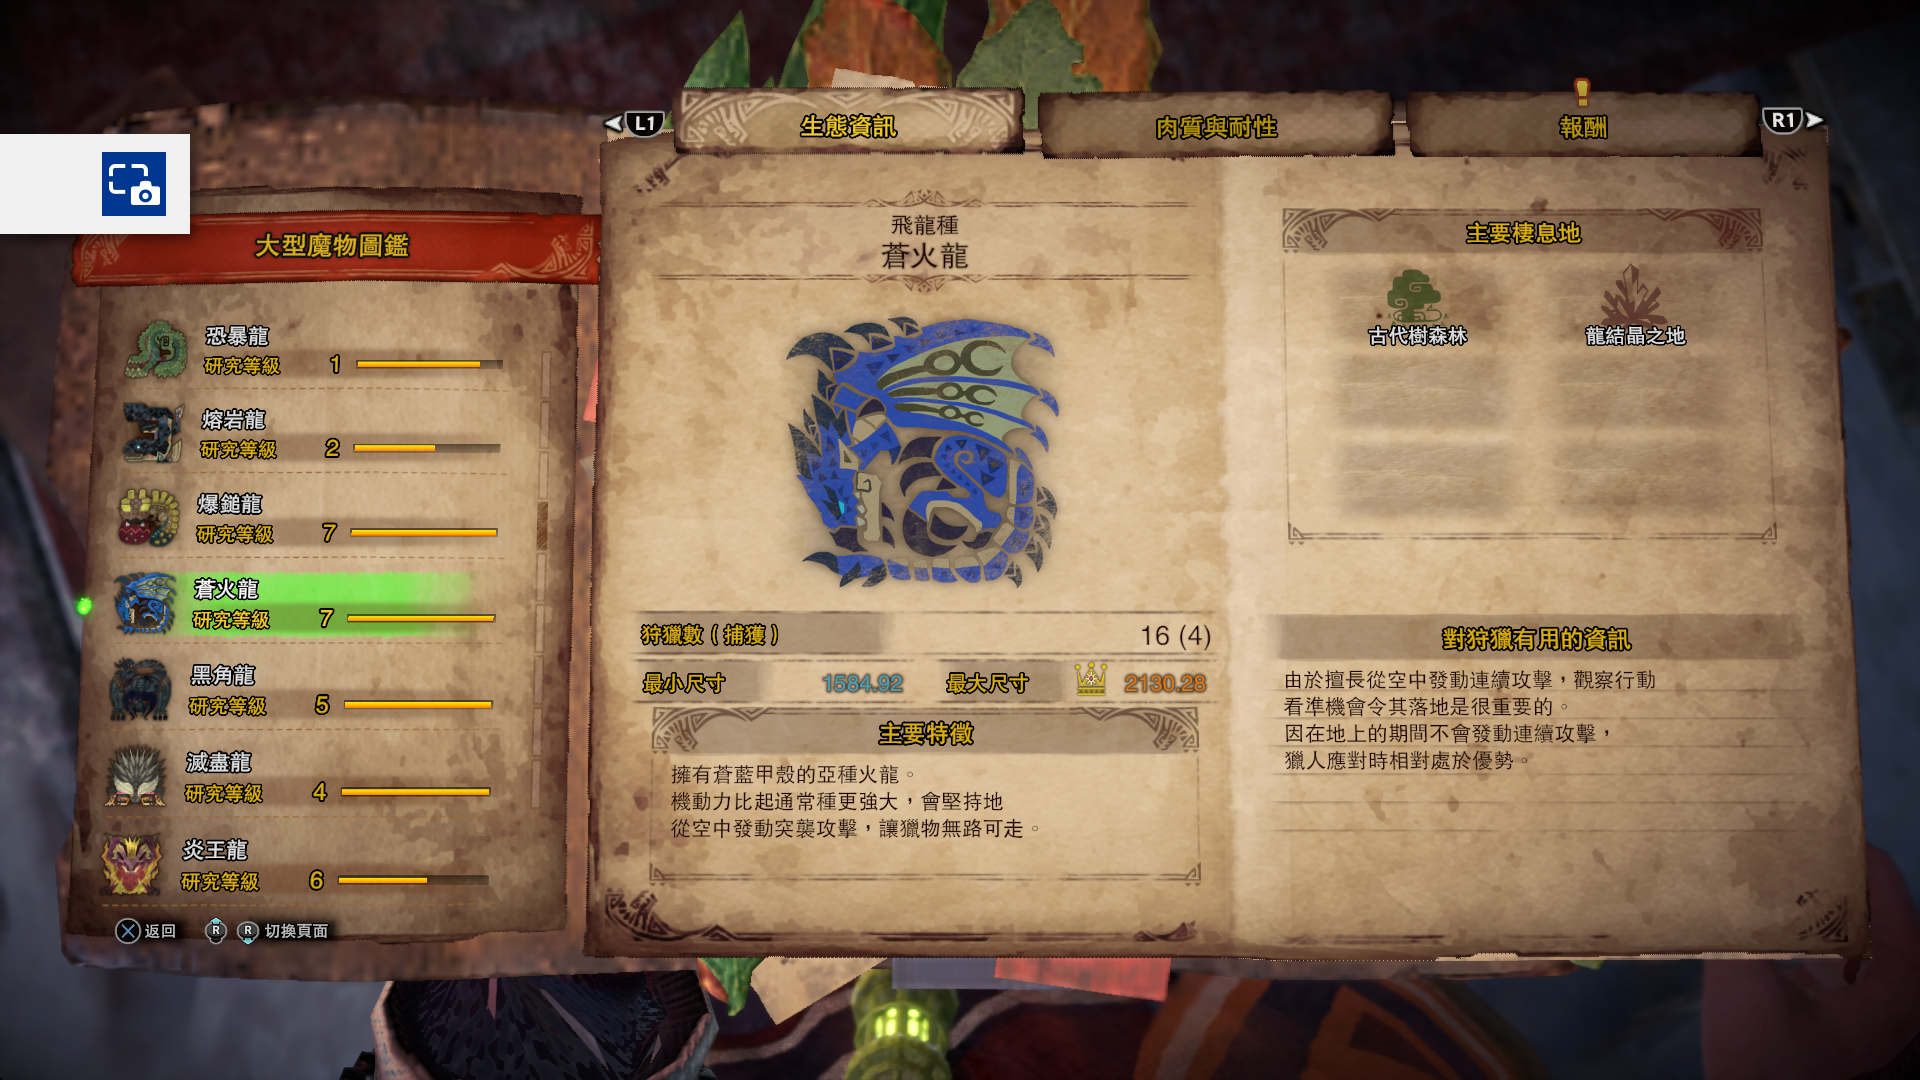 L1
生態資訊
肉質與耐性
報酬
R1
大型魔物圖鑑
恐暴龍
研究等級 1
熔岩龍
研究等級 2
爆鎚龍
研究等級 7
蒼火龍
研究等級 7
黑角龍
研究等級 5
滅盡龍
研究等級 4
炎王龍
研究等級 6
返回 R R 切換頁面
飛龍種
蒼火龍
狩獵數(捕獲) 16 (4)
最小尺寸 1584.92 最大尺寸 2130.28
主要特徵
擁有蒼藍甲殼的亞種火龍。
機動力比起通常種更強大,會堅持地
從空中發動突襲攻擊,讓獵物無路可走。
主要棲息地
古代樹森林 龍結晶之地
對狩獵有用的資訊
由於擅長從空中發動連續攻擊,觀察行動
看準機會令其落地是很重要的。
因在地上的期間不會發動連續攻擊,
獵人應對時相對處於優勢。